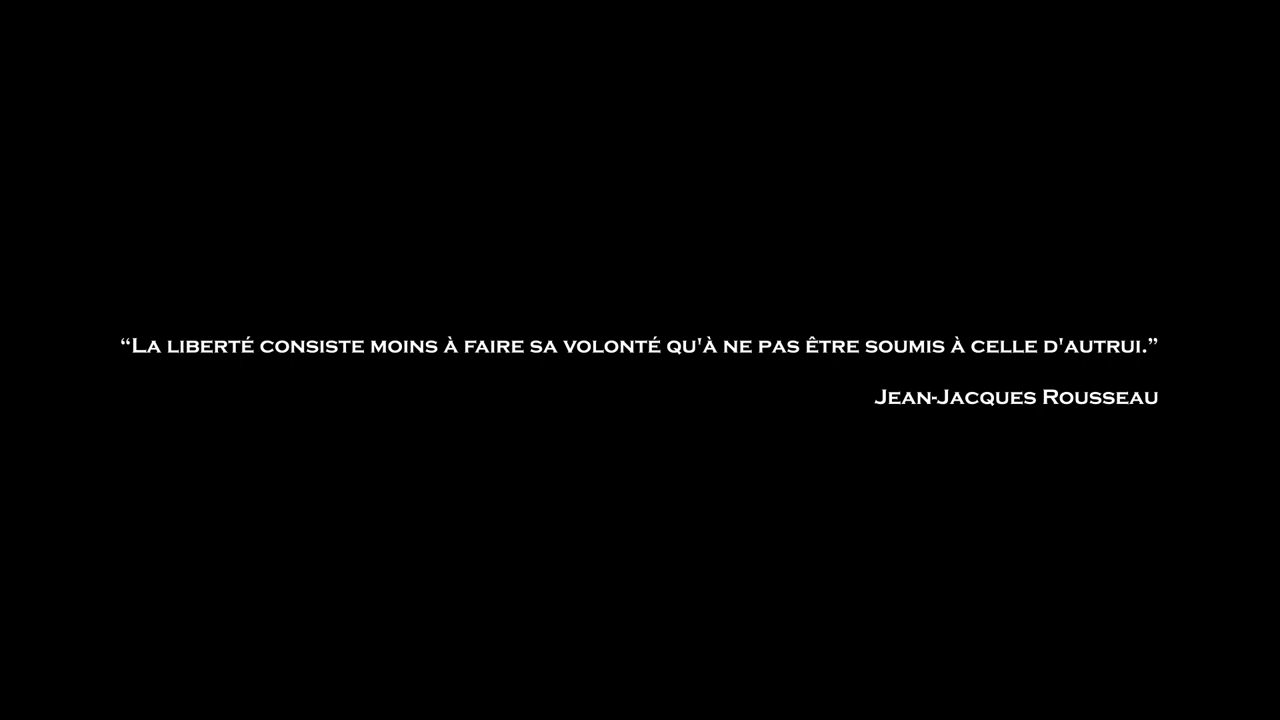 “La liberté consiste moins à faire sa volonté qu'à ne pas être soumis à celle d'autrui.”
Jean-Jacques Rousseau